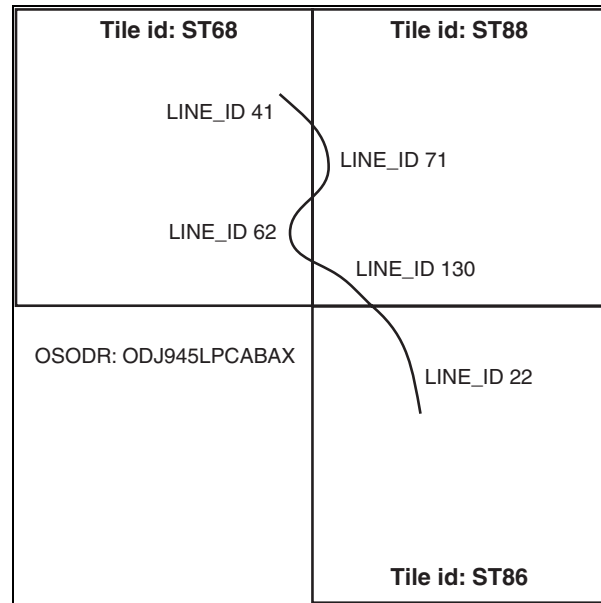 Tile id: ST68
Tile id: ST88
LINE_ID 41
LINE_ID 71
LINE_ID 62
LINE_ID 130
OSODR: ODJ945LPCABAX
LINE_ID 22
Tile id: ST86